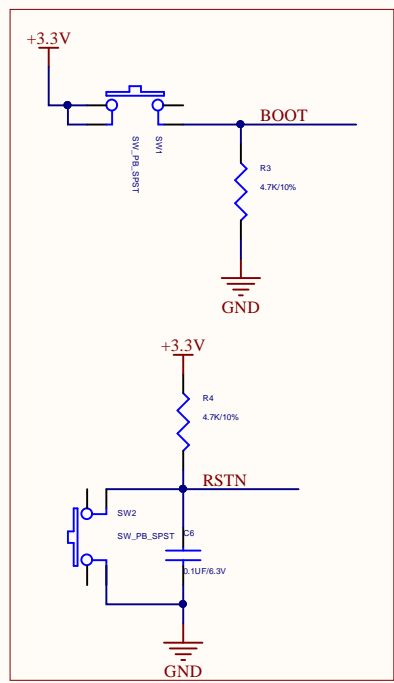 +3.3V
BOOT
SW1
SW_PB_SPST
R3
4.7K/10%
GND
+3.3V
R4
4.7K/10%
RSTN
SW2
SW_PB_SPST
C6
0.1UF/6.3V
GND